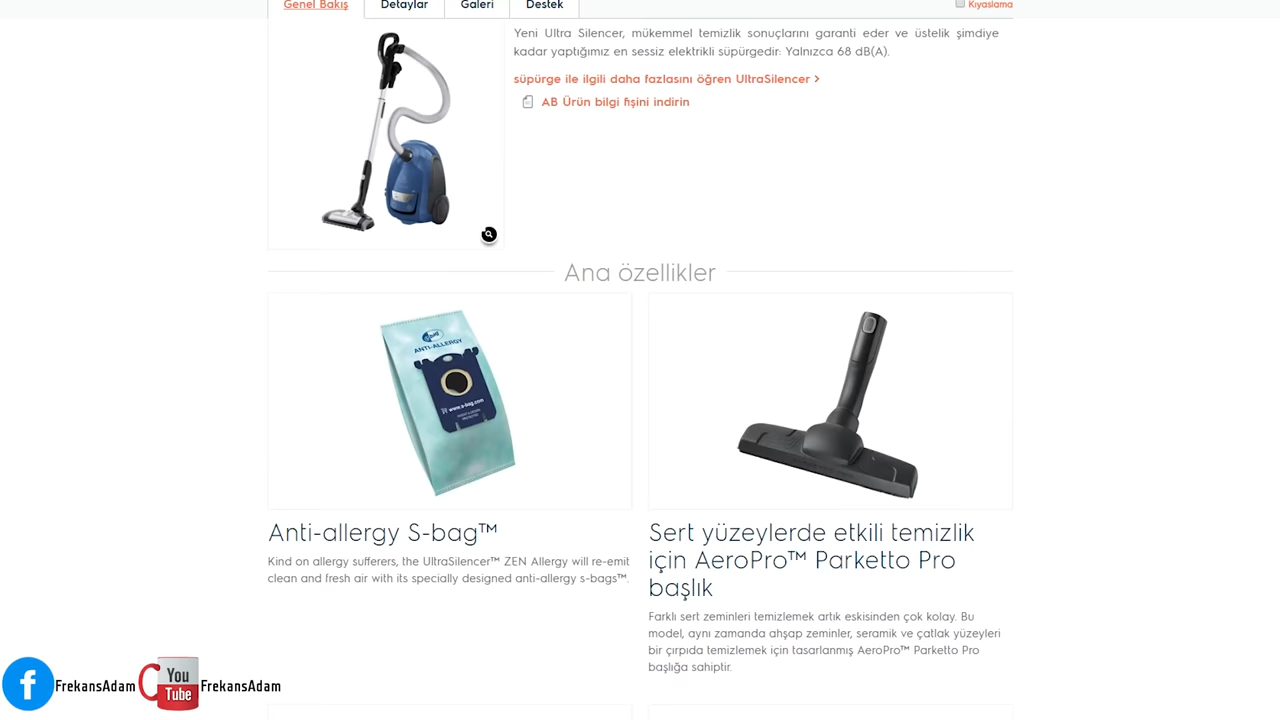 Genel Bakış
Detaylar
Galeri
Destek
Kıyaslama
Yeni Ultra Silencer, mükemmel temizlik sonuçlarını garanti eder ve üstelik şimdiye
kadar yaptığımız en sessiz elektrikli süpürgedir: Yalnızca 68 dB(A).
süpürge ile ilgili daha fazlasını öğren UltraSilencer >
AB Ürün bilgi fişini indirin
Ana özellikler
ANTI-ALLERGY
www.s-bag.com
Anti-allergy S-bag™
Kind on allergy sufferers, the UltraSilencer™ ZEN Allergy will re-emit
clean and fresh air with its specially designed anti-allergy s-bags™.
Sert yüzeylerde etkili temizlik
için AeroPro™ Parketto Pro
başlık
Farklı sert zeminleri temizlemek artık eskisinden çok kolay. Bu
model, aynı zamanda ahşap zeminler, seramik ve çatlak yüzeyleri
bir çırpıda temizlemek için tasarlanmış AeroPro™ Parketto Pro
başlığa sahiptir.
f FrekansAdam
You
Tube
FrekansAdam